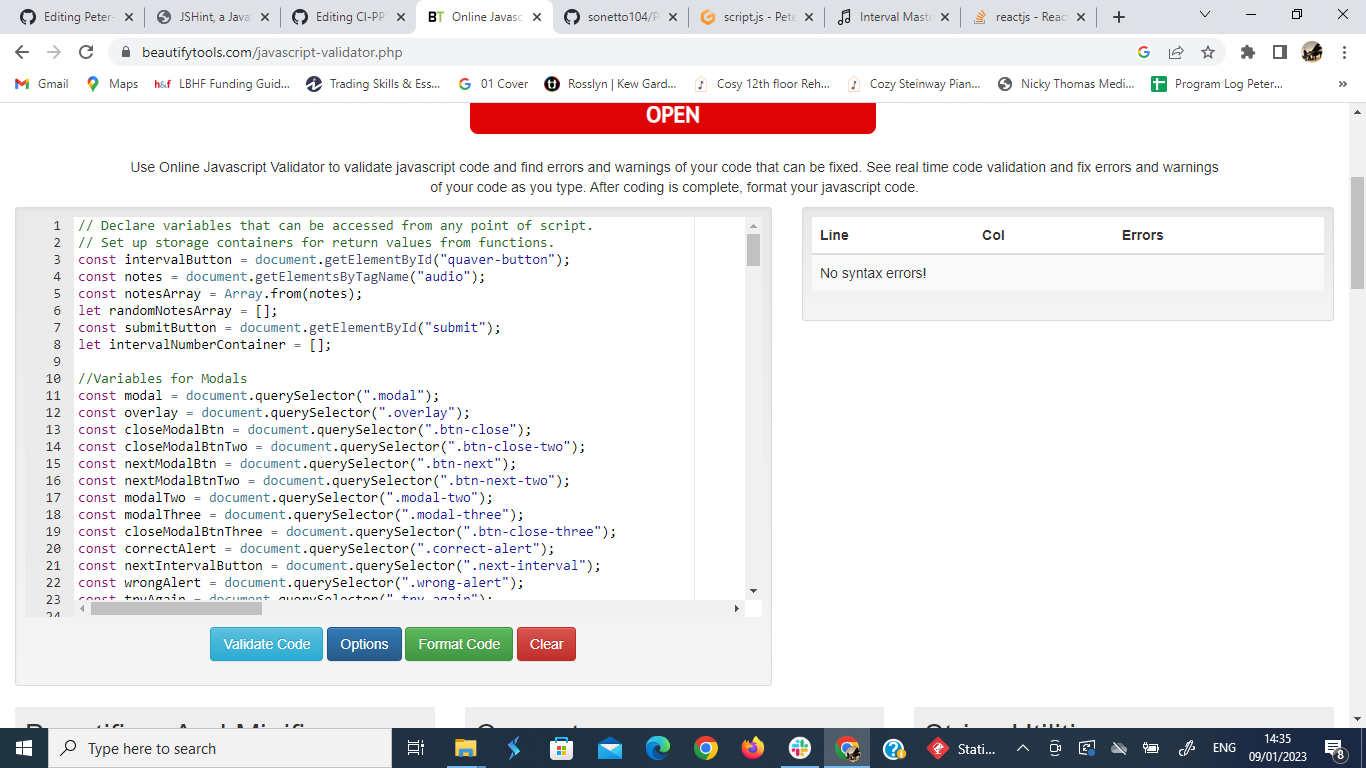 Editing Peter-
JSHint, a Java
Editing CI-PP
BT Online Javasc
sonetto104/P
script.js - Pete
Interval Maste
reactjs - Reac
beautifytools.com/javascript-validator.php
Gmail
Maps
h&f LBHF Funding Guid...
Trading Skills & Ess...
01 Cover
Rosslyn | Kew Gard...
Cosy 12th floor Reh...
Cozy Steinway Pian...
Nicky Thomas Medi...
Program Log Peter...
OPEN
Use Online Javascript Validator to validate javascript code and find errors and warnings of your code that can be fixed. See real time code validation and fix errors and warnings
of your code as you type. After coding is complete, format your javascript code.
1 // Declare variables that can be accessed from any point of script.
2 // Set up storage containers for return values from functions.
3 const intervalButton = document.getElementById("quaver-button");
4 const notes = document.getElementsByTagName("audio");
5 const notesArray = Array.from(notes);
6 let randomNotesArray = [];
7 const submitButton = document.getElementById("submit");
8 let intervalNumberContainer = [];
9
10 //Variables for Modals
11 const modal = document.querySelector(".modal");
12 const overlay = document.querySelector(".overlay");
13 const closeModalBtn = document.querySelector(".btn-close");
14 const closeModalBtnTwo = document.querySelector(".btn-close-two");
15 const nextModalBtn = document.querySelector(".btn-next");
16 const nextModalBtnTwo = document.querySelector(".btn-next-two");
17 const modalTwo = document.querySelector(".modal-two");
18 const modalThree = document.querySelector(".modal-three");
19 const closeModalBtnThree = document.querySelector(".btn-close-three");
20 const correctAlert = document.querySelector(".correct-alert");
21 const nextIntervalButton = document.querySelector(".next-interval");
22 const wrongAlert = document.querySelector(".wrong-alert");
23 const tryAgain = document.querySelector(".try-again");
24
Line Col Errors
No syntax errors!
Validate Code
Options
Format Code
Clear
Type here to search
Stati...
ENG
14:35
09/01/2023
8